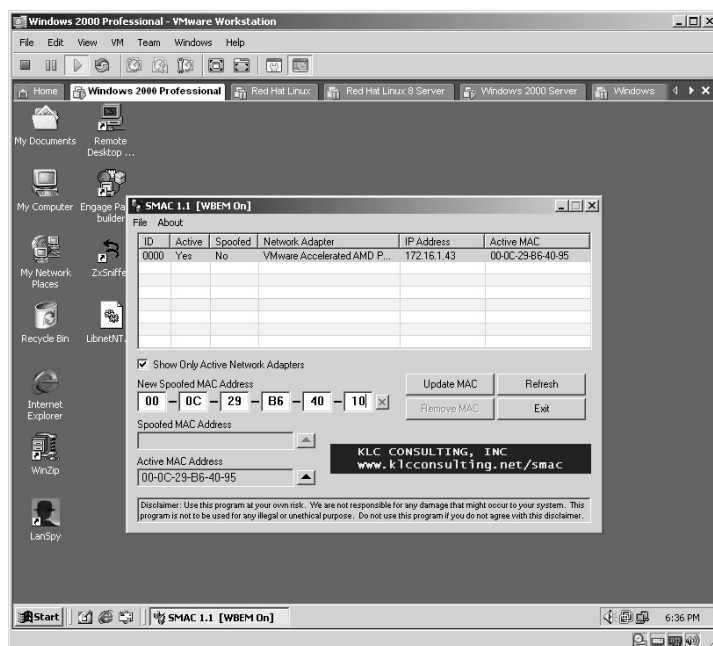 Windows 2000 Professional - VMware Workstation
File Edit View VM Team Windows Help
Home Windows 2000 Professional Red Hat Linux Red Hat Linux 8 Server Windows 2000 Server Windows
My Documents
Remote Desktop ...
My Computer
Engage Pa
builder
My Network Places
ZxSniffe
Recycle Bin
LibnetNT.
Internet Explorer
WinZip
LanSpy
SMAC 1.1 [WBEM On]
File About
ID Active Spoofed Network Adapter IP Address Active MAC
0000 Yes No VMware Accelerated AMD P... 172.16.1.43 00-0C-29-B6-40-95
Show Only Active Network Adapters
New Spoofed MAC Address
00 - 0C - 29 - B6 - 40 - 10
Update MAC Refresh
Remove MAC Exit
Spoofed MAC Address
KLC CONSULTING, INC
www.klcconsulting.net/smac
Active MAC Address
00-0C-29-B6-40-95
Disclaimer: Use this program at your own risk. We are not responsible for any damage that might occur to your system. This
program is not to be used for any illegal or unethical purpose. Do not use this program if you do not agree with this disclaimer.
Start SMAC 1.1 [WBEM On] 6:36 PM